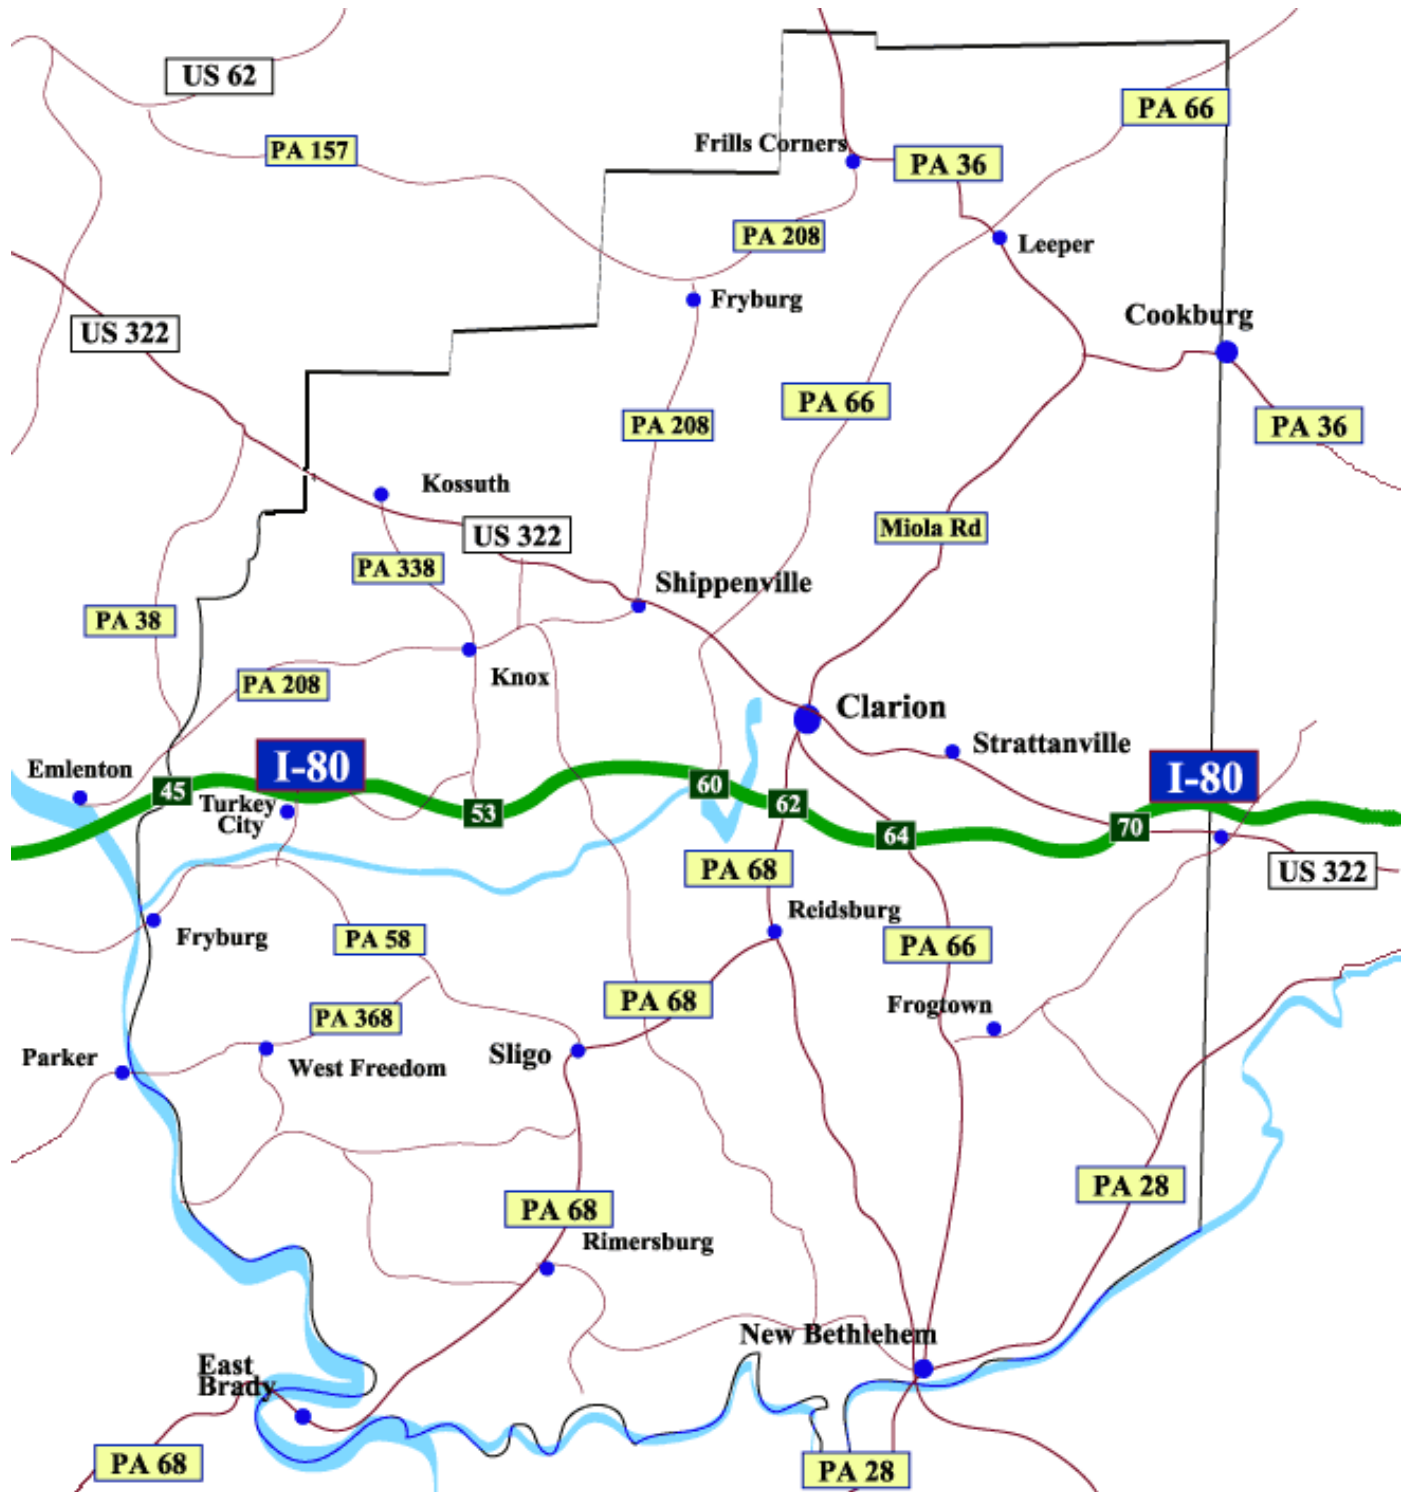 US 62
PA 66
PA 157
Frills Corners
PA 36
PA 208
Leeper
Fryburg
Cookburg
US 322
PA 66
PA 208
PA 36
Kossuth
US 322
Miola Rd
PA 338
Shippenville
PA 38
Knox
PA 208
Clarion
Strattanville
Emlenton
I-80
I-80
45
Turkey
City
53
60
62
64
70
PA 68
US 322
Reidsburg
Fryburg
PA 58
PA 66
PA 68
Frogtown
PA 368
Parker
West Freedom
Sligo
PA 28
PA 68
Rimersburg
New Bethlehem
East
Brady
PA 68
PA 28